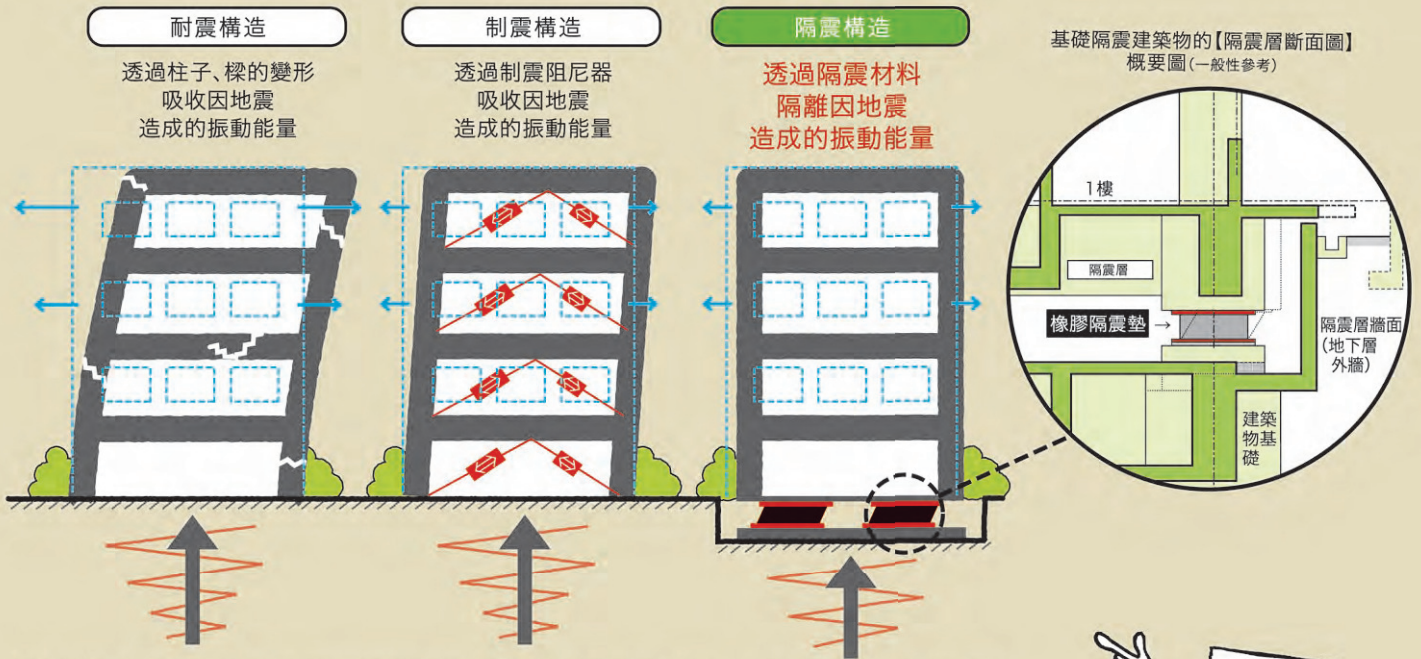 耐震構造
透過柱子、樑的變形
吸收因地震
造成的振動能量
制震構造
透過制震阻尼器
吸收因地震
造成的振動能量
隔震構造
透過隔震材料
隔離因地震
造成的振動能量
基礎隔震建築物的【隔震層斷面圖】
概要圖(一般性參考)
1樓
隔震層
橡膠隔震墊→
隔震層牆面
(地下層
外牆)
建築
物基
礎